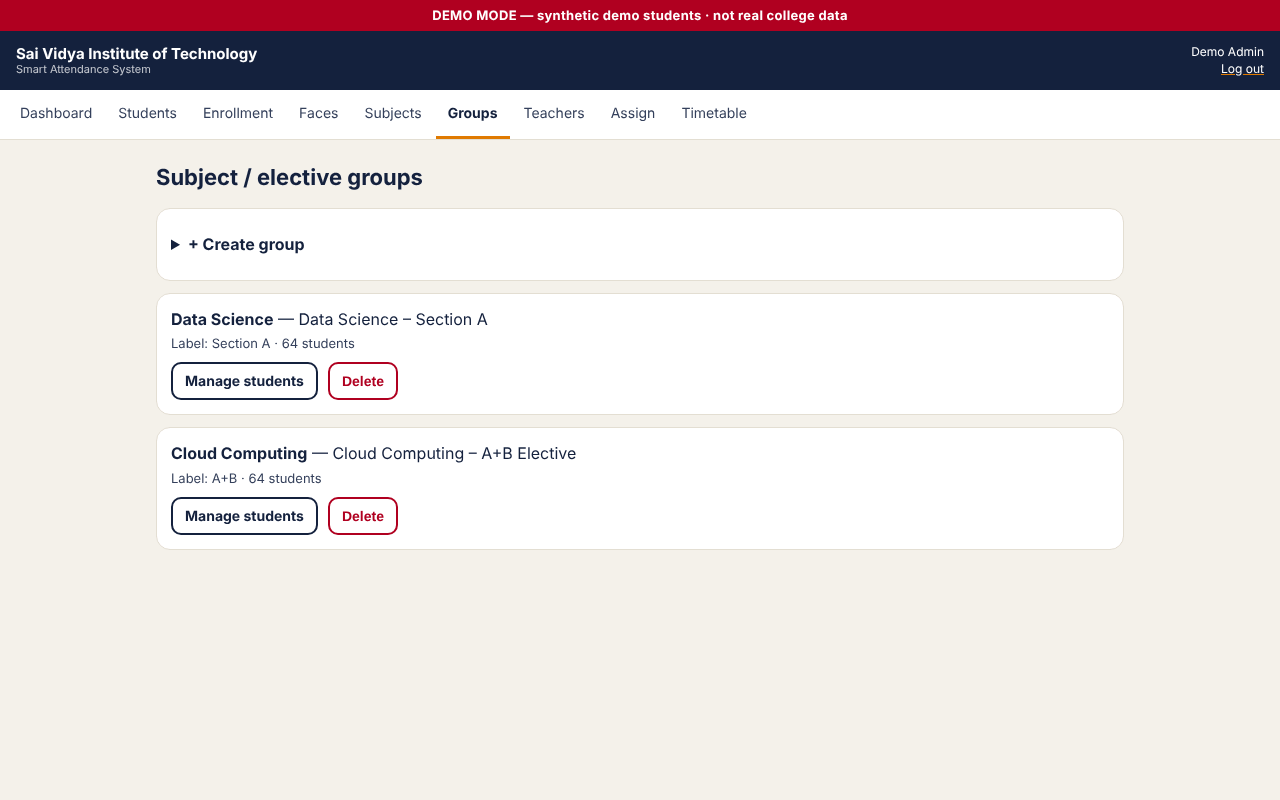 DEMO MODE — synthetic demo students · not real college data
Sai Vidya Institute of Technology
Smart Attendance System
Demo Admin
Log out
Dashboard Students Enrollment Faces Subjects Groups Teachers Assign Timetable
Subject / elective groups
+ Create group
Data Science — Data Science – Section A
Label: Section A · 64 students
Manage students Delete
Cloud Computing — Cloud Computing – A+B Elective
Label: A+B · 64 students
Manage students Delete